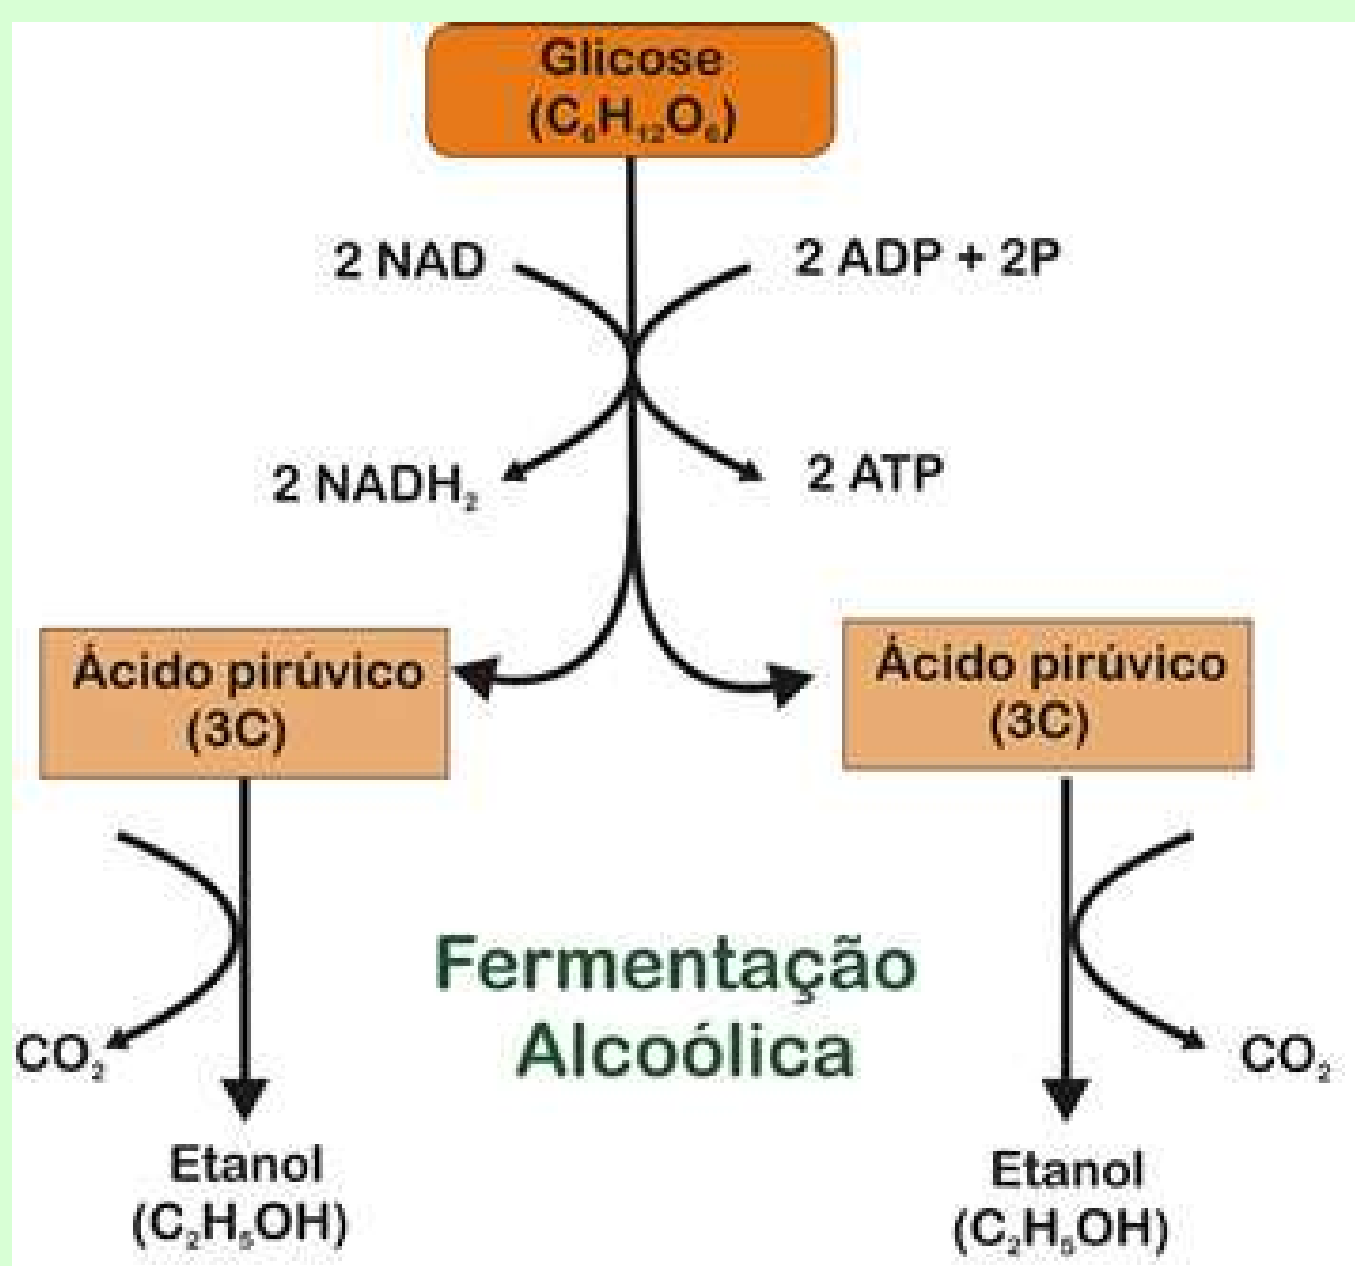 Glicose
(C₆H₁₂O₆)
2 NAD
2 ADP + 2P
2 NADH₂
2 ATP
Ácido pirúvico
(3C)
Ácido pirúvico
(3C)
Fermentação
Alcoólica
CO₂
CO₂
Etanol
(C₂H₅OH)
Etanol
(C₂H₅OH)